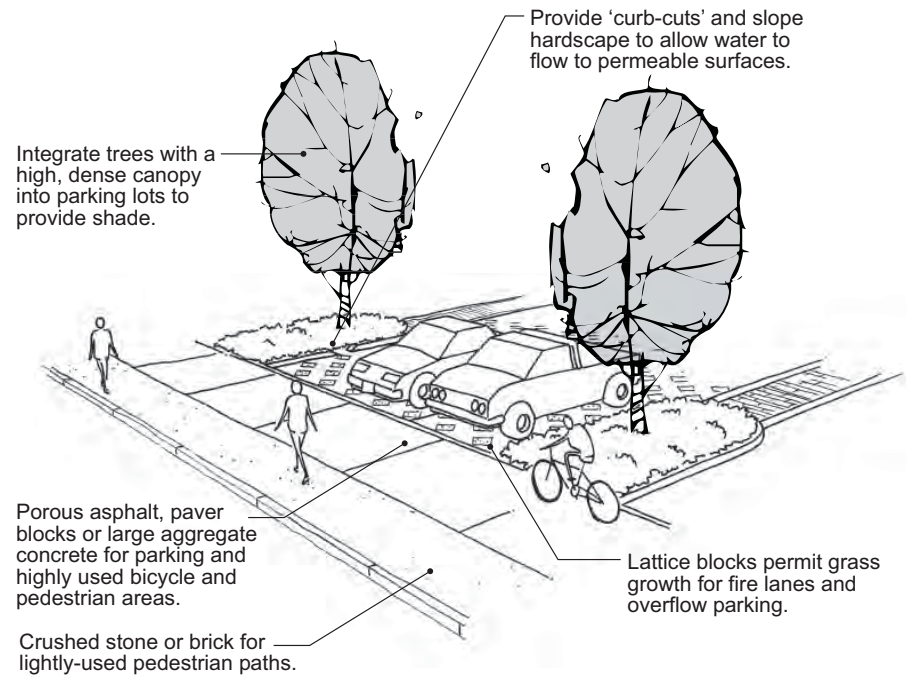 Provide ‘curb-cuts’ and slope
hardscape to allow water to
flow to permeable surfaces.
Integrate trees with a
high, dense canopy
into parking lots to
provide shade.
Porous asphalt, paver
blocks or large aggregate
concrete for parking and
highly used bicycle and
pedestrian areas.
Lattice blocks permit grass
growth for fire lanes and
overflow parking.
Crushed stone or brick for
lightly-used pedestrian paths.